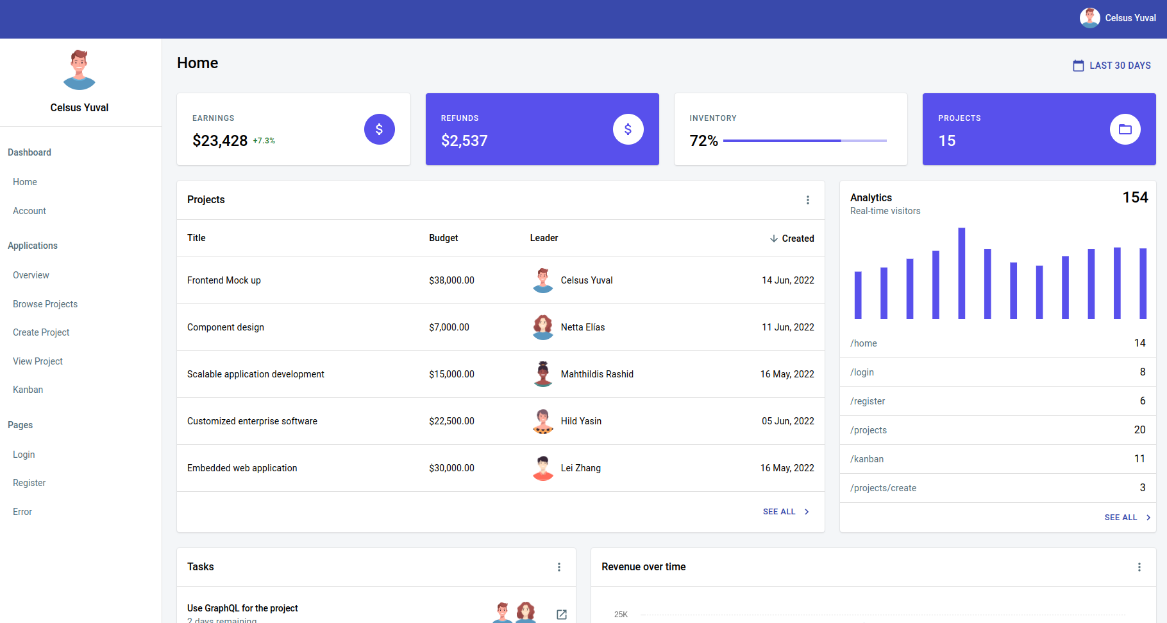 Celsus Yuval
Celsus Yuval
Dashboard
Home
Account
Applications
Overview
Browse Projects
Create Project
View Project
Kanban
Pages
Login
Register
Error
Home
LAST 30 DAYS
EARNINGS
$23,428 +7.3%
$
REFUNDS
$2,537
$
INVENTORY
72%
PROJECTS
15
Projects
Title Budget Leader Created
Frontend Mock up $38,000.00 Celsus Yuval 14 Jun, 2022
Component design $7,000.00 Netta Elías 11 Jun, 2022
Scalable application development $15,000.00 Mahthildis Rashid 16 May, 2022
Customized enterprise software $22,500.00 Hild Yasin 05 Jun, 2022
Embedded web application $30,000.00 Lei Zhang 16 May, 2022
SEE ALL
Analytics 154
Real-time visitors
/home 14
/login 8
/register 6
/projects 20
/kanban 11
/projects/create 3
SEE ALL
Tasks
Use GraphQL for the project
2 days remaining
Revenue over time
25K